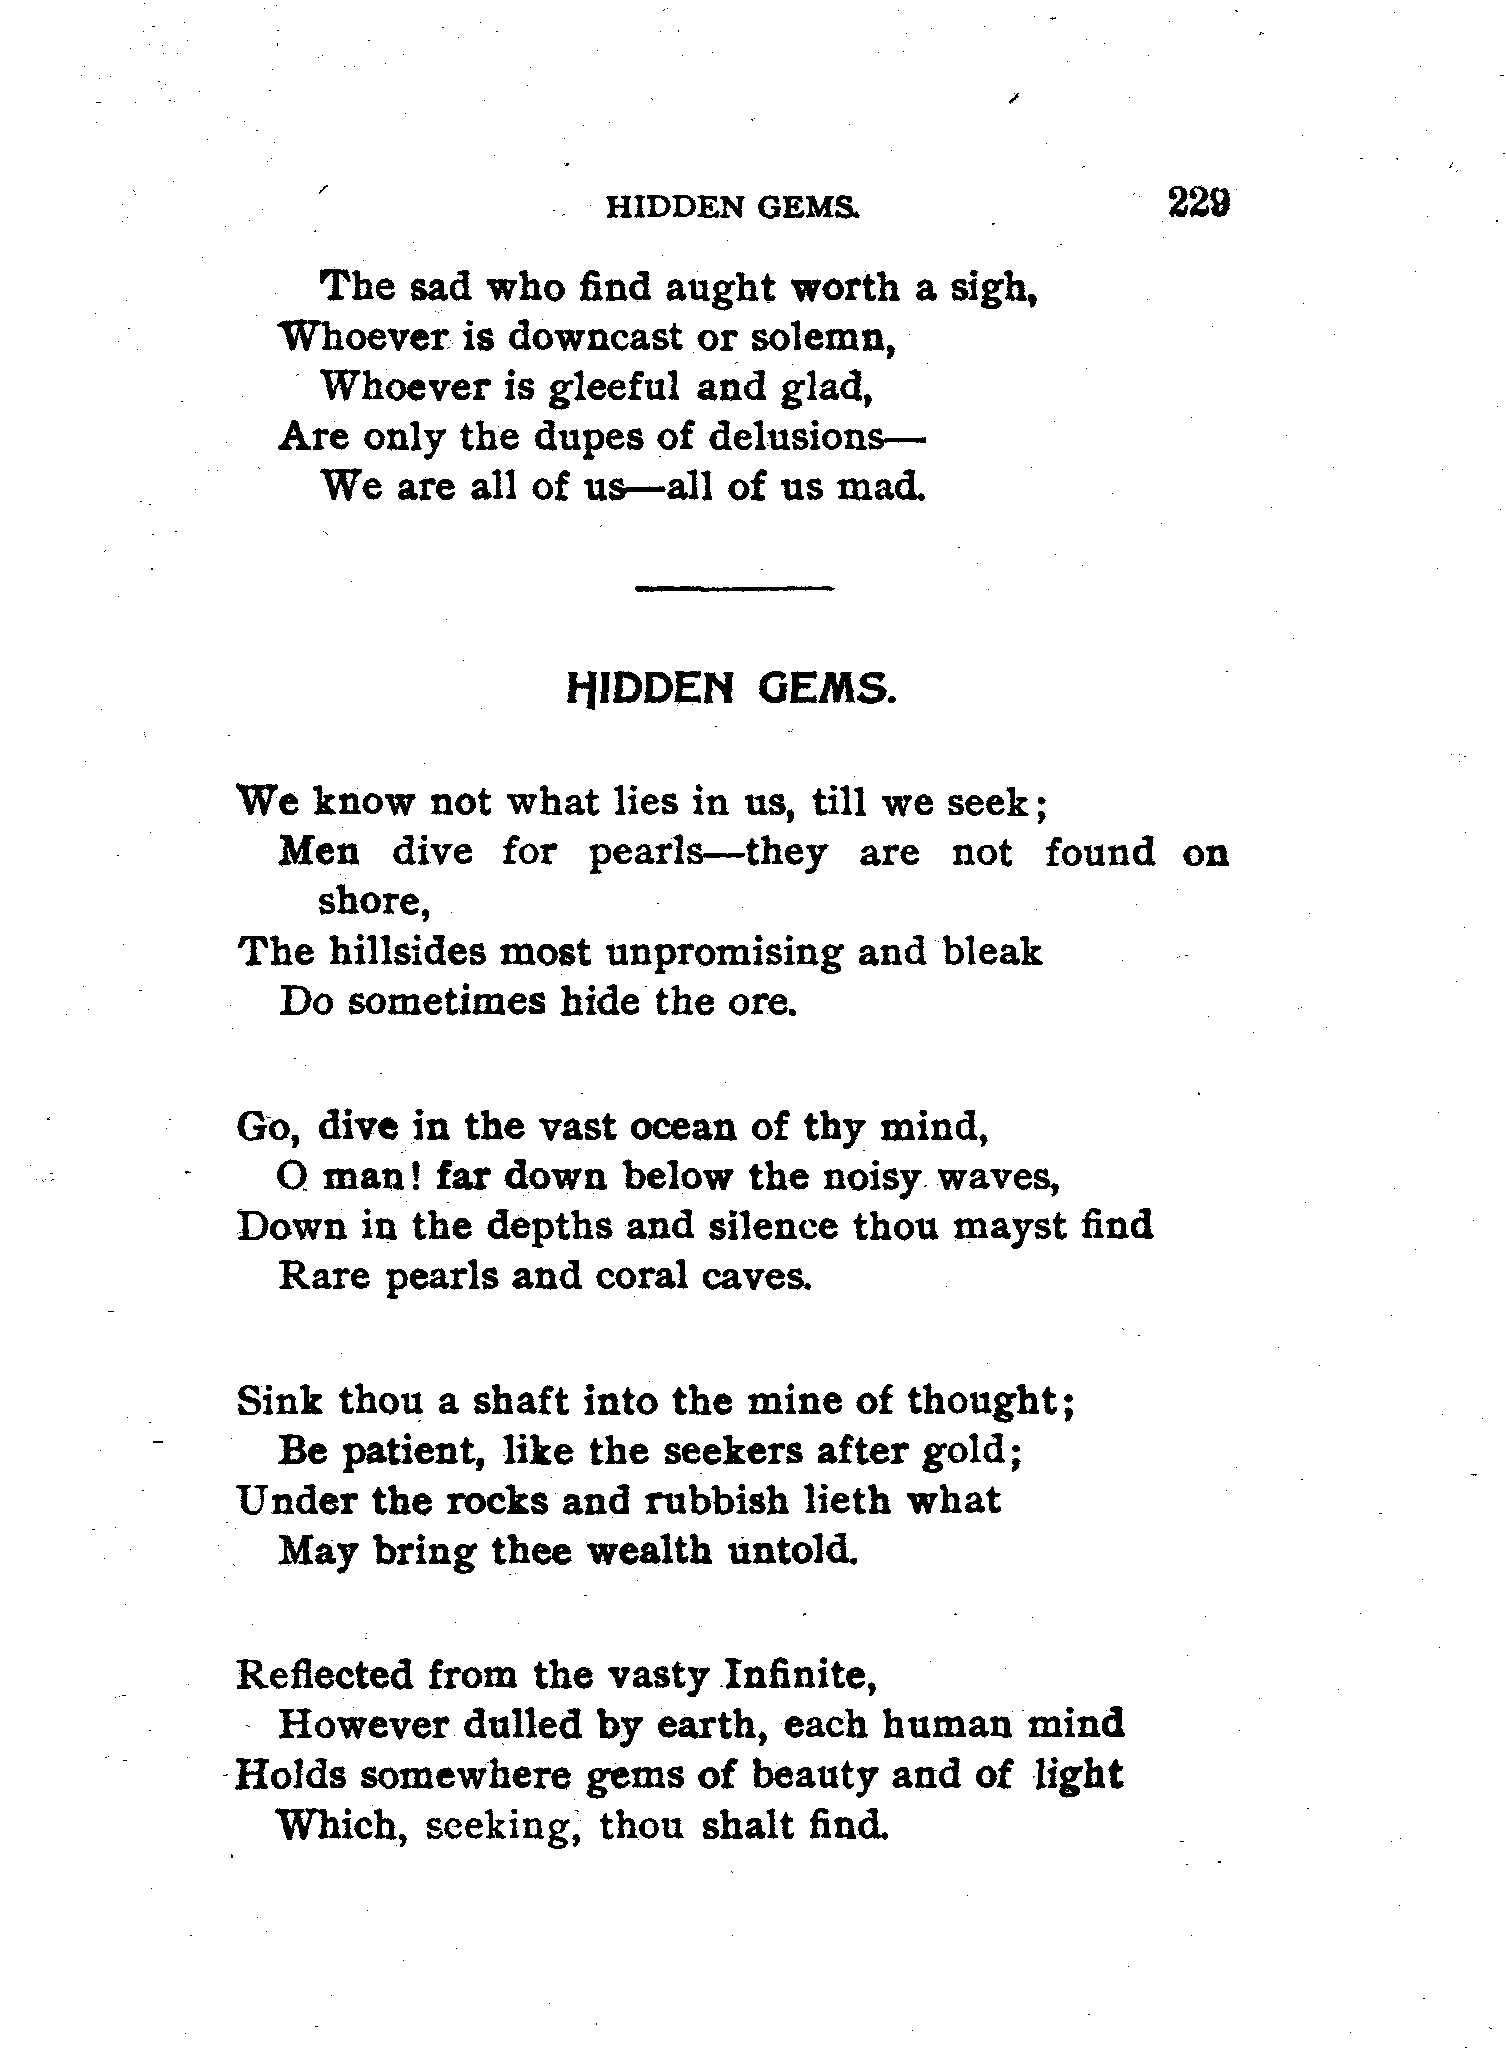 HIDDEN GEMS. 229
The sad who find aught worth a sigh,
Whoever is downcast or solemn,
Whoever is gleeful and glad,
Are only the dupes of delusions—
We are all of us—all of us mad.
HIDDEN GEMS.
We know not what lies in us, till we seek;
Men dive for pearls—they are not found on
shore,
The hillsides most unpromising and bleak
Do sometimes hide the ore.
Go, dive in the vast ocean of thy mind,
O man! far down below the noisy waves,
Down in the depths and silence thou mayst find
Rare pearls and coral caves.
Sink thou a shaft into the mine of thought;
Be patient, like the seekers after gold;
Under the rocks and rubbish lieth what
May bring thee wealth untold.
Reflected from the vasty Infinite,
However dulled by earth, each human mind
Holds somewhere gems of beauty and of light
Which, seeking, thou shalt find.